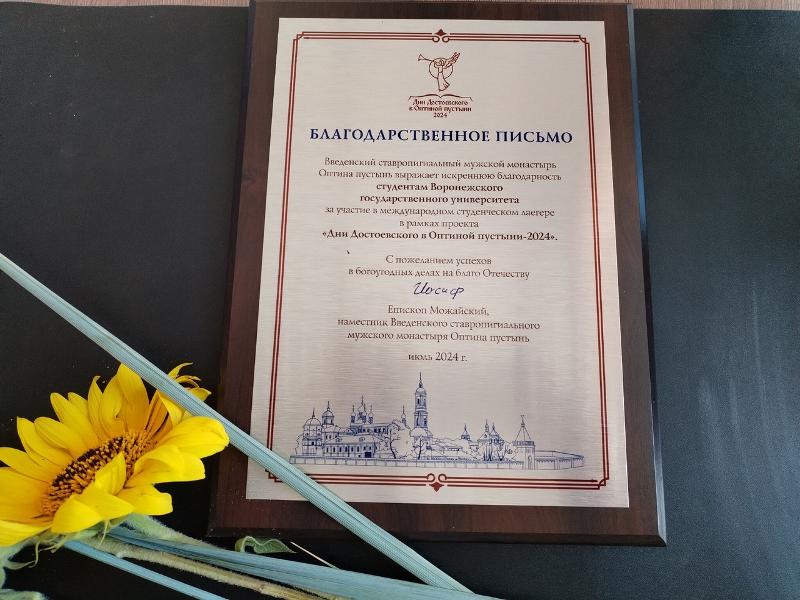 Дни Достоевского
в Оптиной пустыни
2024
БЛАГОДАРСТВЕННОЕ ПИСЬМО
Введенский ставропигиальный мужской монастырь
Оптина пустынь выражает искреннюю благодарность
студентам Воронежского
государственного университета
за участие в международном студенческом лаегере
в рамках проекта
«Дни Достоевского в Оптиной пустыни-2024».
С пожеланием успехов
в богоугодных делах на благо Отечеству
Иосиф
Епископ Можайский,
наместник Введенского ставропигиального
мужского монастыря Оптина пустынь
июль 2024 г.